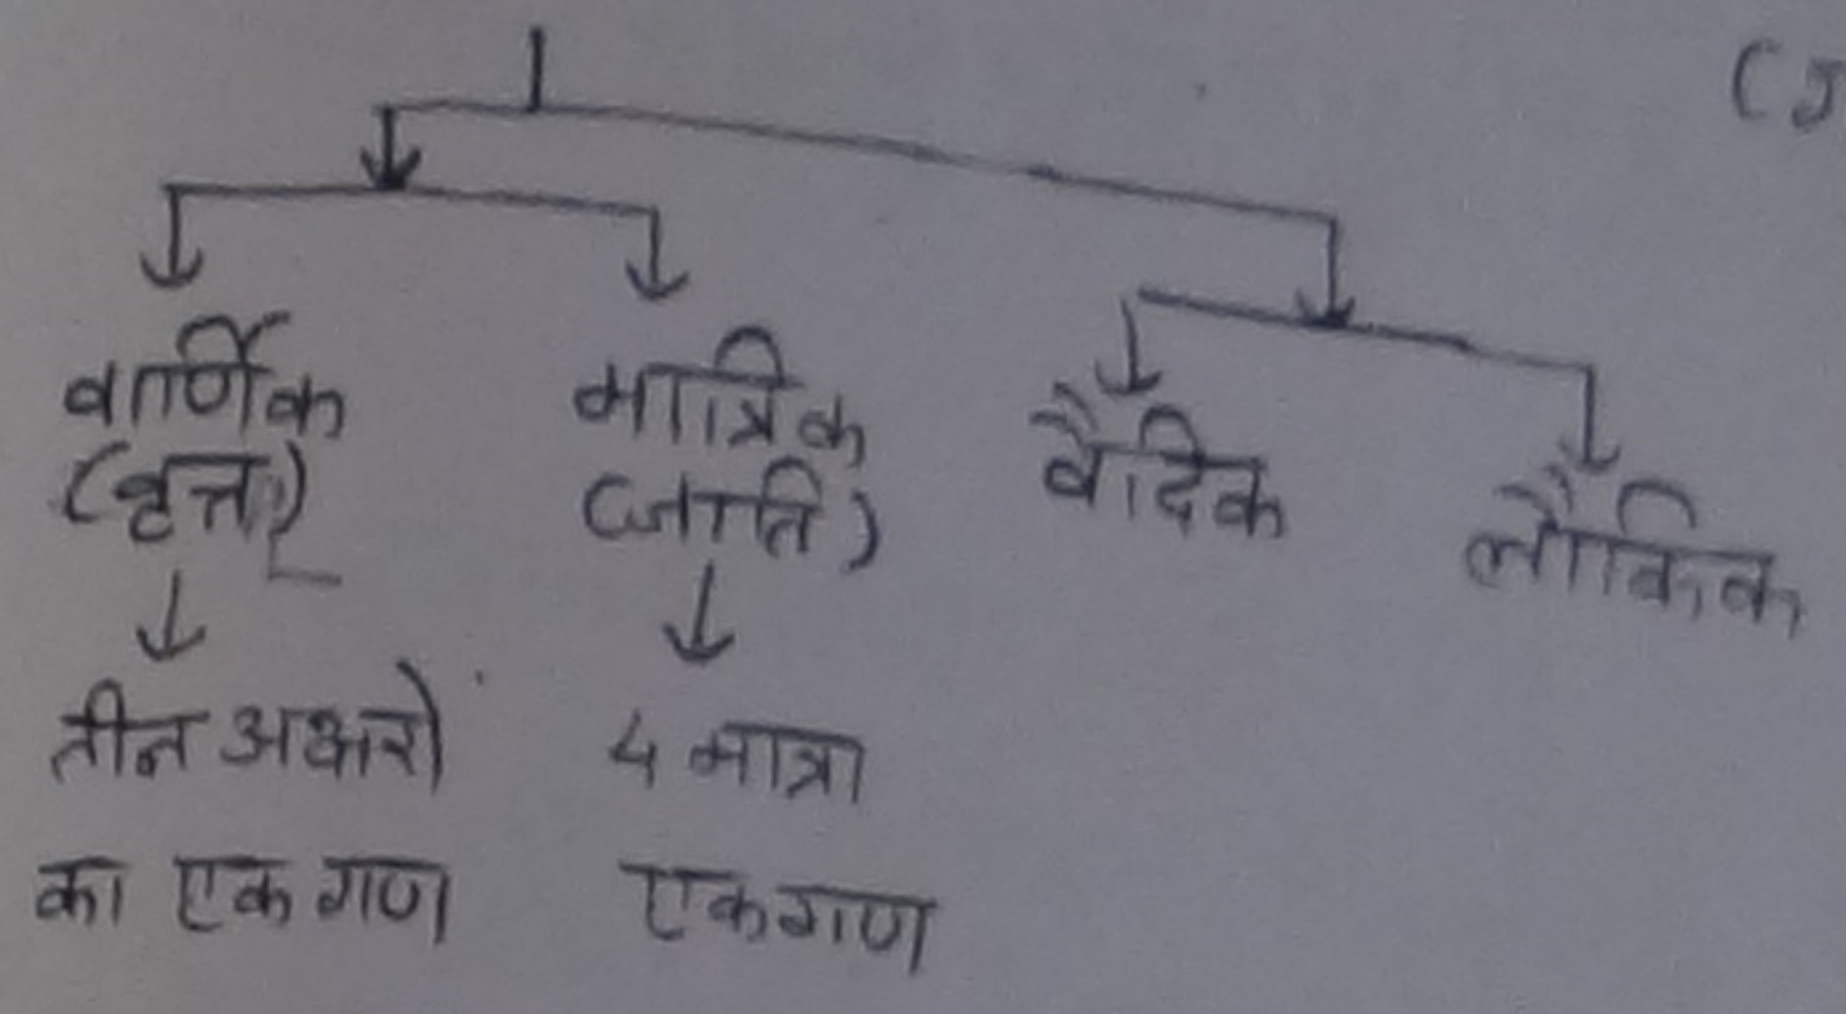 वार्णिक
(वृत्त)
मात्रिक
(जाति)
वैदिक
लौकिक
तीन अक्षरो
का एक गण
4 मात्रा
एक गण